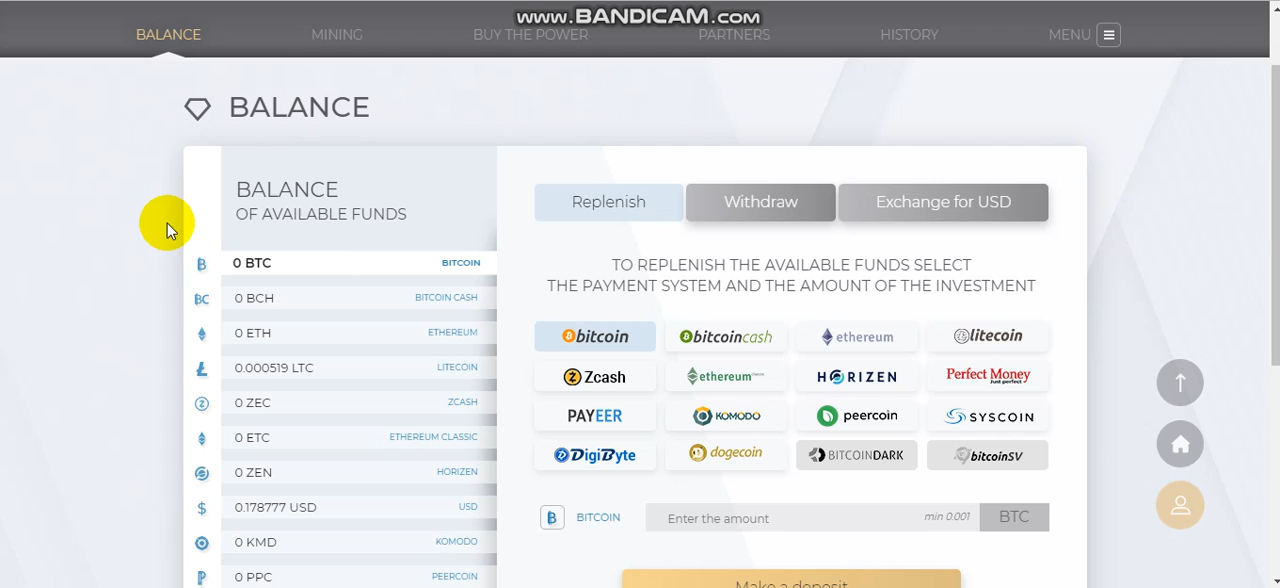 www.BANDICAM.com
BALANCE
MINING
BUY THE POWER
PARTNERS
HISTORY
MENU
BALANCE
BALANCE
OF AVAILABLE FUNDS
0 BTC BITCOIN
0 BCH BITCOIN CASH
0 ETH ETHEREUM
0.000519 LTC LITECOIN
0 ZEC ZCASH
0 ETC ETHEREUM CLASSIC
0 ZEN HORIZEN
0.178777 USD USD
0 KMD KOMODO
0 PPC PEERCOIN
Replenish
Withdraw
Exchange for USD
TO REPLENISH THE AVAILABLE FUNDS SELECT
THE PAYMENT SYSTEM AND THE AMOUNT OF THE INVESTMENT
bitcoin
bitcoincash
ethereum
litecoin
Zcash
ethereum
HORIZEN
Perfect Money
Just perfect
PAYEER
KOMODO
peercoin
SYSCOIN
DigiByte
dogecoin
BITCOINDARK
bitcoinSV
BITCOIN
Enter the amount
min 0.001
BTC
Make a deposit